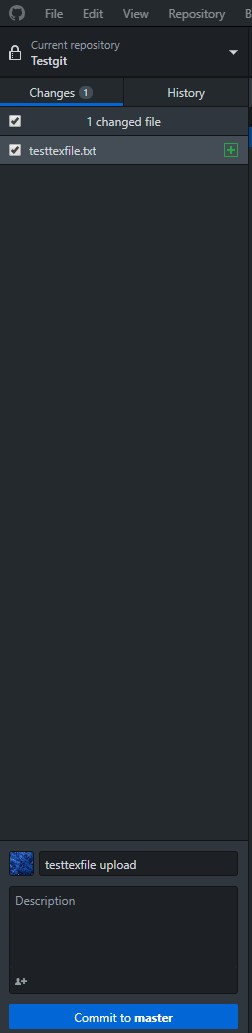 File Edit View Repository B
Current repository
Testgit
Changes 1 History
1 changed file
testtexfile.txt
testtexfile upload
Description
Commit to master